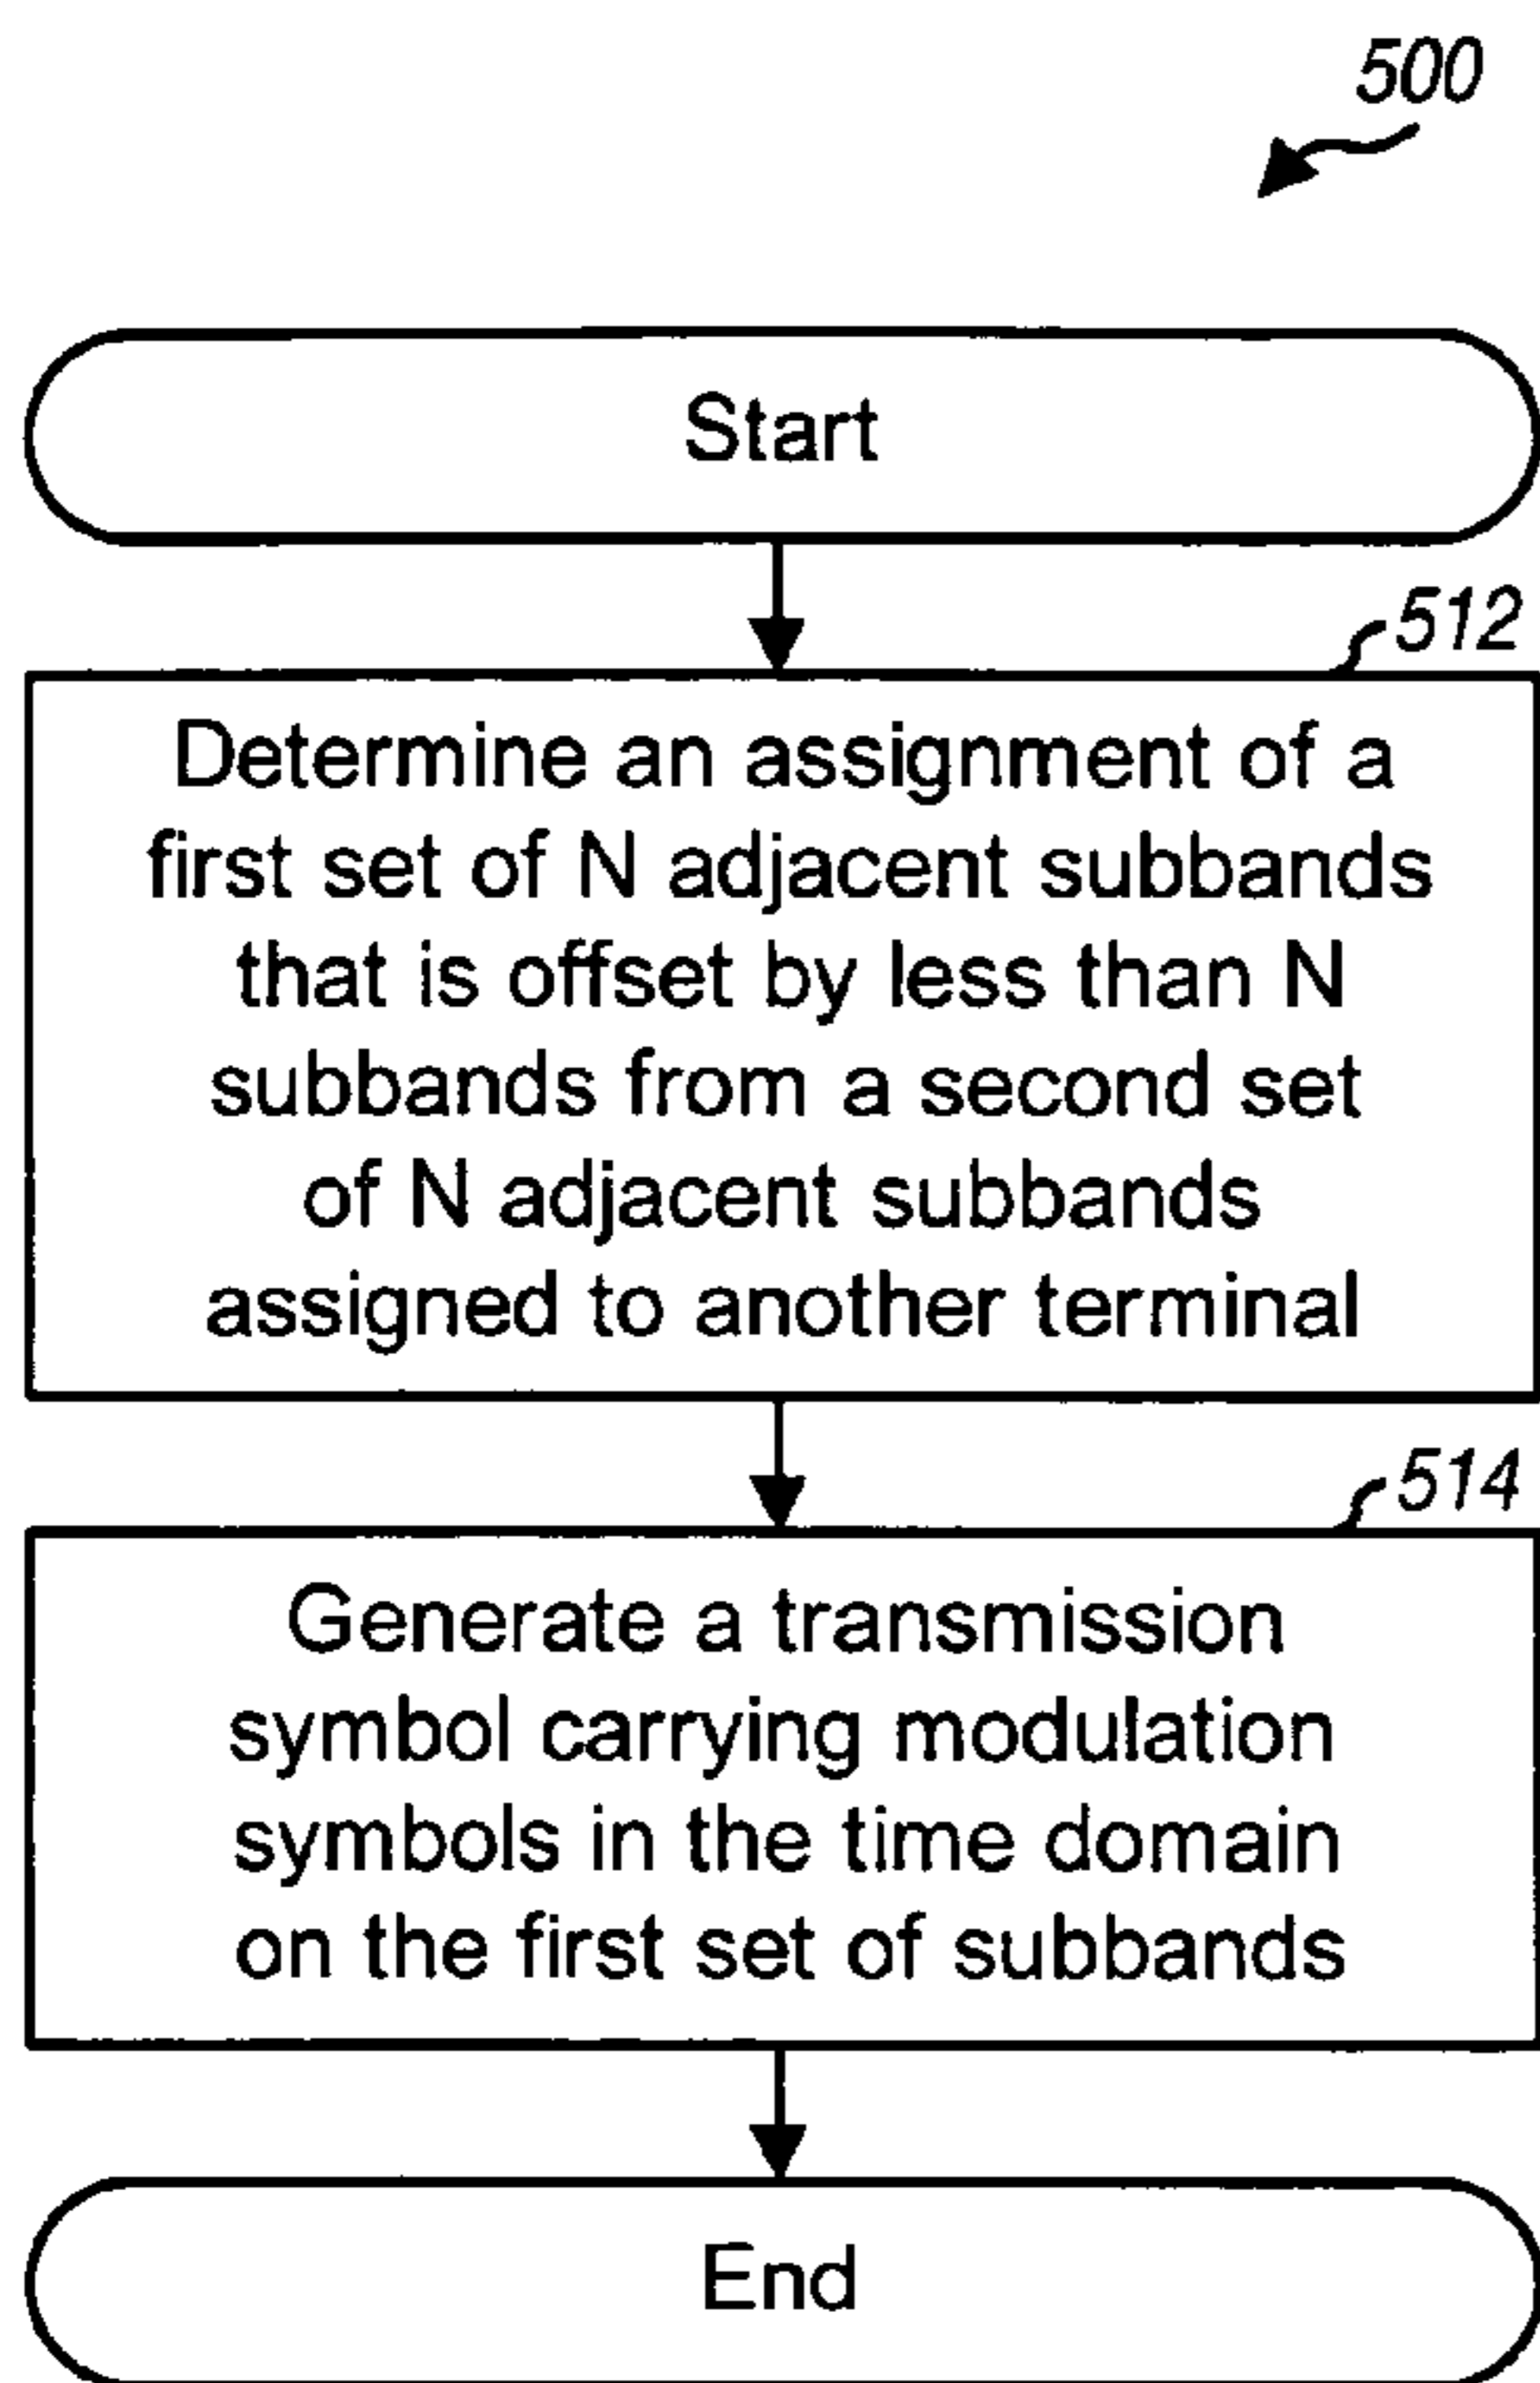 500
Start
512
Determine an assignment of a
first set of N adjacent subbands
that is offset by less than N
subbands from a second set
of N adjacent subbands
assigned to another terminal
514
Generate a transmission
symbol carrying modulation
symbols in the time domain
on the first set of subbands
End